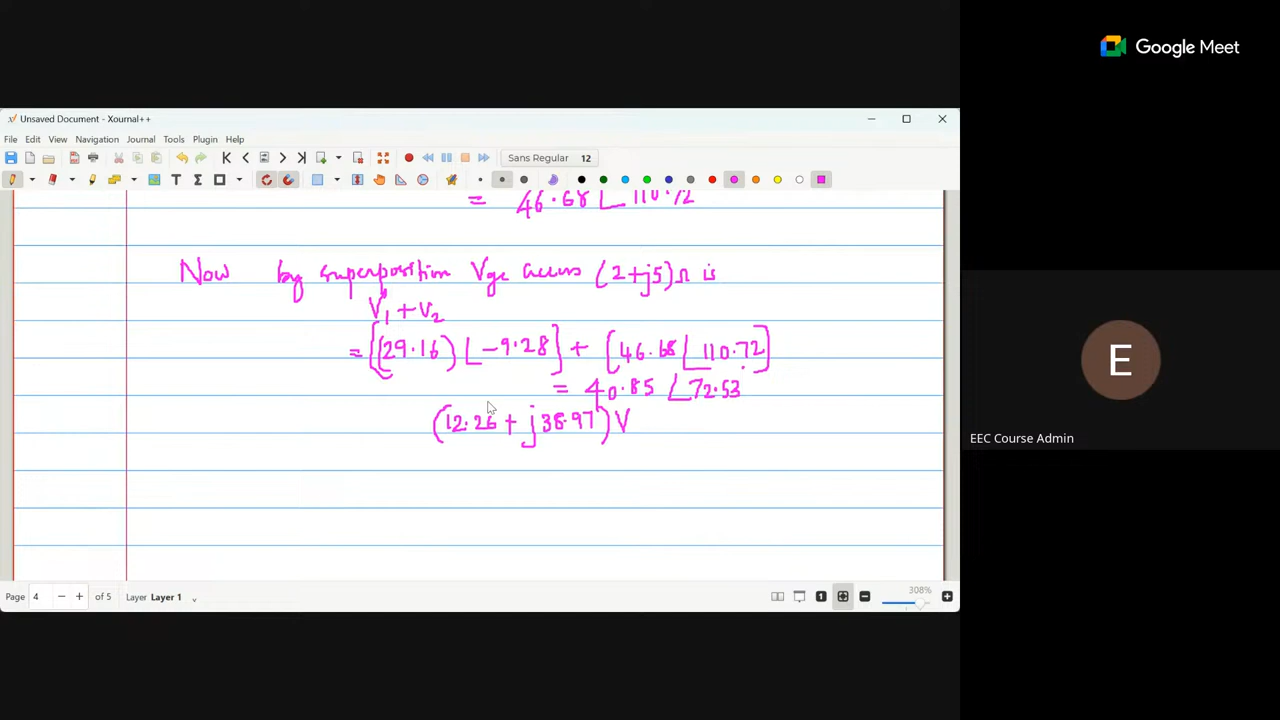 Google Meet
Unsaved Document - Xournal++
File Edit View Navigation Journal Tools Plugin Help
Sans Regular 12
= 46.68∠110.72
Now by superposition Vge across (2+j5)Ω is
V1 + V2
= [(29.16)∠-9.28] + [46.68∠110.72]
= 40.85∠72.53
(12.26 + j38.97)V
E
EEC Course Admin
Page 4 of 5 Layer Layer 1 308%